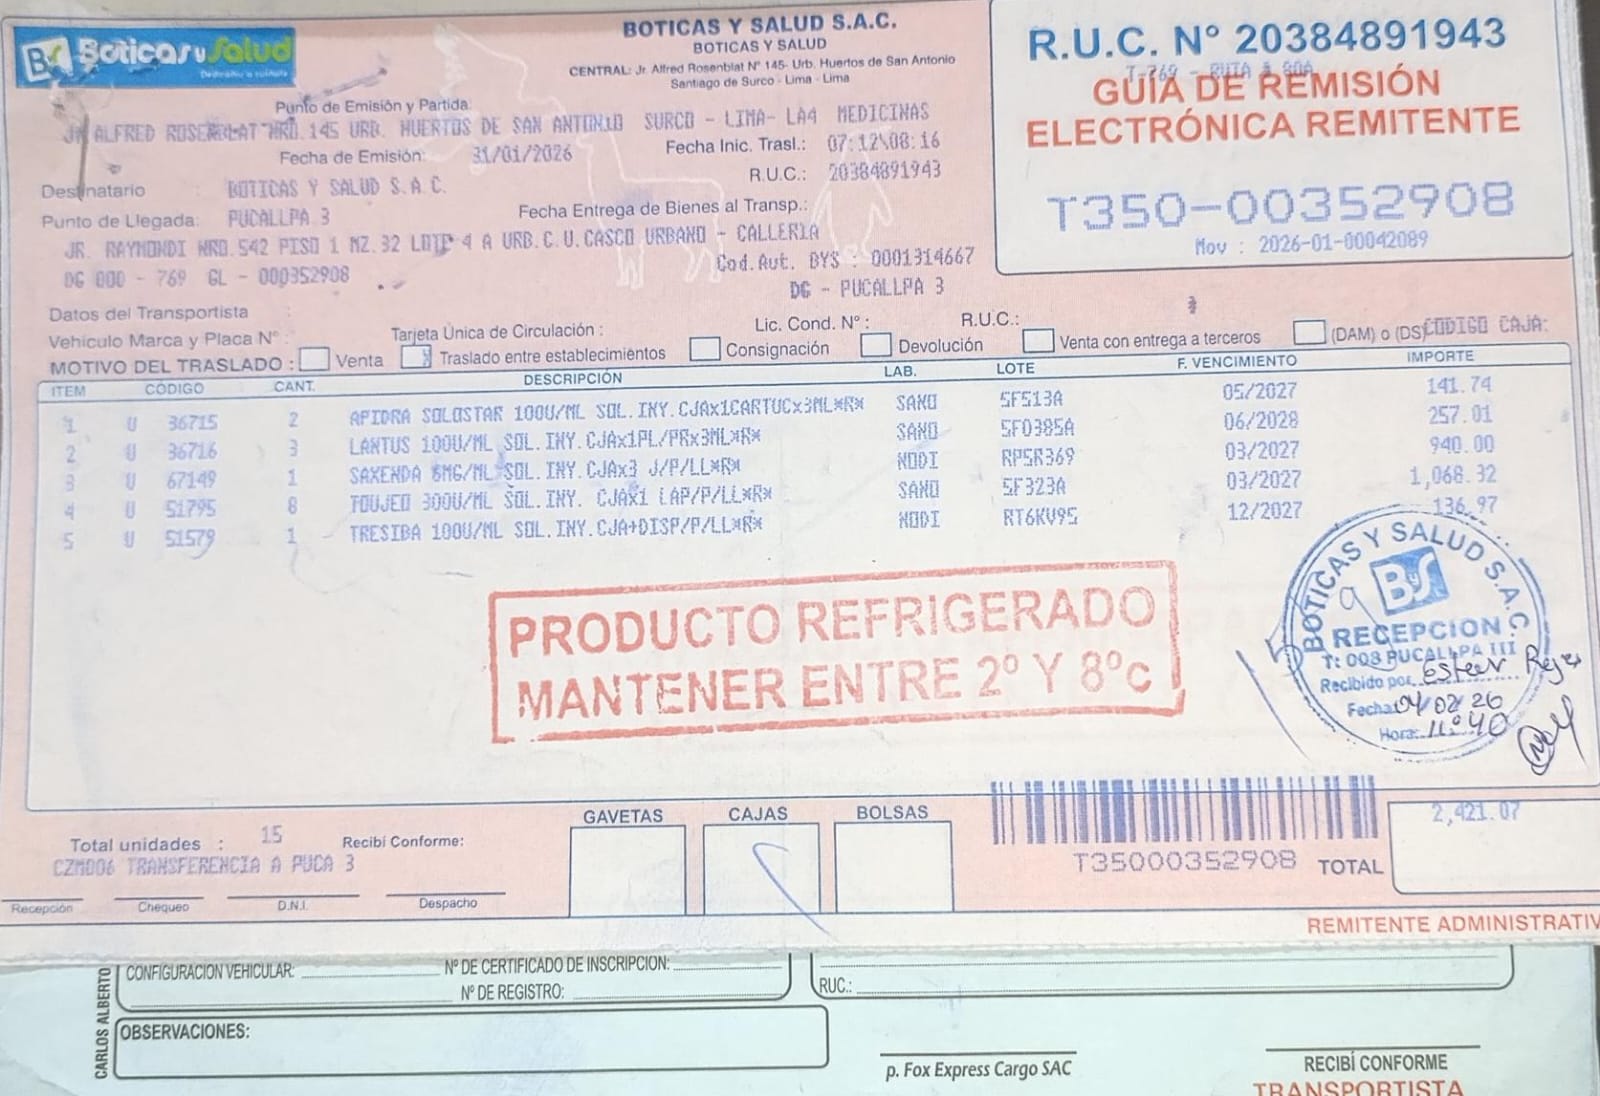 BS Boticas y Salud
BOTICAS Y SALUD S.A.C.
BOTICAS Y SALUD
CENTRAL: Jr. Alfred Rosenblat N° 145- Urb. Huertos de San Antonio
Santiago de Surco - Lima - Lima
R.U.C. N° 20384891943
T-769 - RUTA
GUÍA DE REMISIÓN
ELECTRÓNICA REMITENTE
T350-00352908
Mov : 2026-01-00042089
Punto de Emisión y Partida:
JR ALFRED ROSENBLAT NRO.145 URB. HUERTOS DE SAN ANTONIO SURCO - LIMA- LA4 MEDICINAS
Fecha de Emisión: 31/01/2026 Fecha Inic. Trasl.: 07:12\08:16
Destinatario : BOTICAS Y SALUD S.A.C. R.U.C.: 20384891943
Punto de Llegada: PUCALLPA 3 Fecha Entrega de Bienes al Transp.:
JR. RAYMONDI NRO.542 PISO 1 MZ.32 LOTE 4 A URB.C.U.CASCO URBANO - CALLERIA
Cod.Aut. BYS : 0001314667
DG 000 - 769 GL - 000352908 DG - PUCALLPA 3
Datos del Transportista :
Vehículo Marca y Placa N° : Tarjeta Única de Circulación : Lic. Cond. N° : R.U.C.:
MOTIVO DEL TRASLADO : Venta Traslado entre establecimientos Consignación Devolución Venta con entrega a terceros (DAM) o (DS) CODIGO CAJA:
ITEM CÓDIGO CANT. DESCRIPCIÓN LAB. LOTE F. VENCIMIENTO IMPORTE
1 U 36715 2 APIDRA SOLOSTAR 100U/ML SOL.INY.CJAx1CARTUCx3ML*R* SANO 5F513A 05/2027 141.74
2 U 36716 3 LANTUS 100U/ML SOL.INY.CJAx1PL/PRx3ML*R* SANO 5F0385A 06/2028 257.01
3 U 67149 1 SAXENDA 6MG/ML SOL.INY.CJAx3 J/P/LL*R* NODI RP5R369 03/2027 940.00
4 U 51795 8 TOUJEO 300U/ML SOL.INY. CJAx1 LAP/P/LL*R* SANO 5F323A 03/2027 1,068.32
5 U 51579 1 TRESIBA 100U/ML SOL.INY.CJA+DISP/P/LL*R* NODI RT6KV95 12/2027 136.97
PRODUCTO REFRIGERADO
MANTENER ENTRE 2° Y 8°C
BOTICAS Y SALUD S.A.C.
BS
RECEPCION
T: 008 PUCALLPA III
Recibido por: Esteer Reyes
Fecha: 04/02/26
Hora: 11:40
GAVETAS CAJAS BOLSAS
2,421.07
Total unidades : 15 Recibí Conforme:
CZM006 TRANSFERENCIA A PUCA 3
T35000352908 TOTAL
Recepción Chequeo D.N.I. Despacho
REMITENTE ADMINISTRATIV
CARLOS ALBERTO
CONFIGURACION VEHICULAR: N° DE CERTIFICADO DE INSCRIPCION:
N° DE REGISTRO: RUC.:
OBSERVACIONES:
p. Fox Express Cargo SAC RECIBÍ CONFORME
TRANSPORTISTA